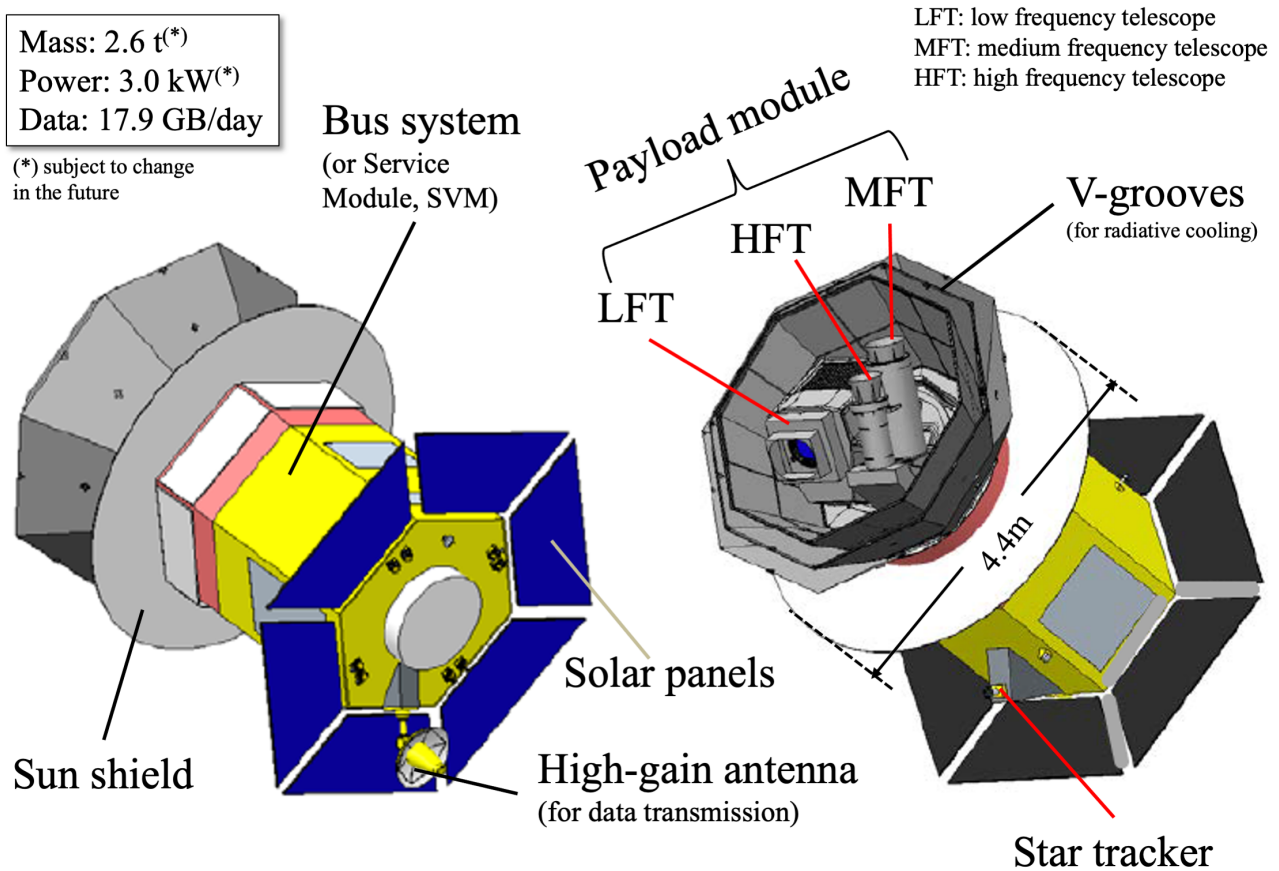 Mass: 2.6 t(*)
Power: 3.0 kW(*)
Data: 17.9 GB/day
(*) subject to change
in the future
LFT: low frequency telescope
MFT: medium frequency telescope
HFT: high frequency telescope
Bus system
(or Service
Module, SVM)
Payload module
MFT
HFT
LFT
V-grooves
(for radiative cooling)
4.4m
Solar panels
Sun shield
High-gain antenna
(for data transmission)
Star tracker